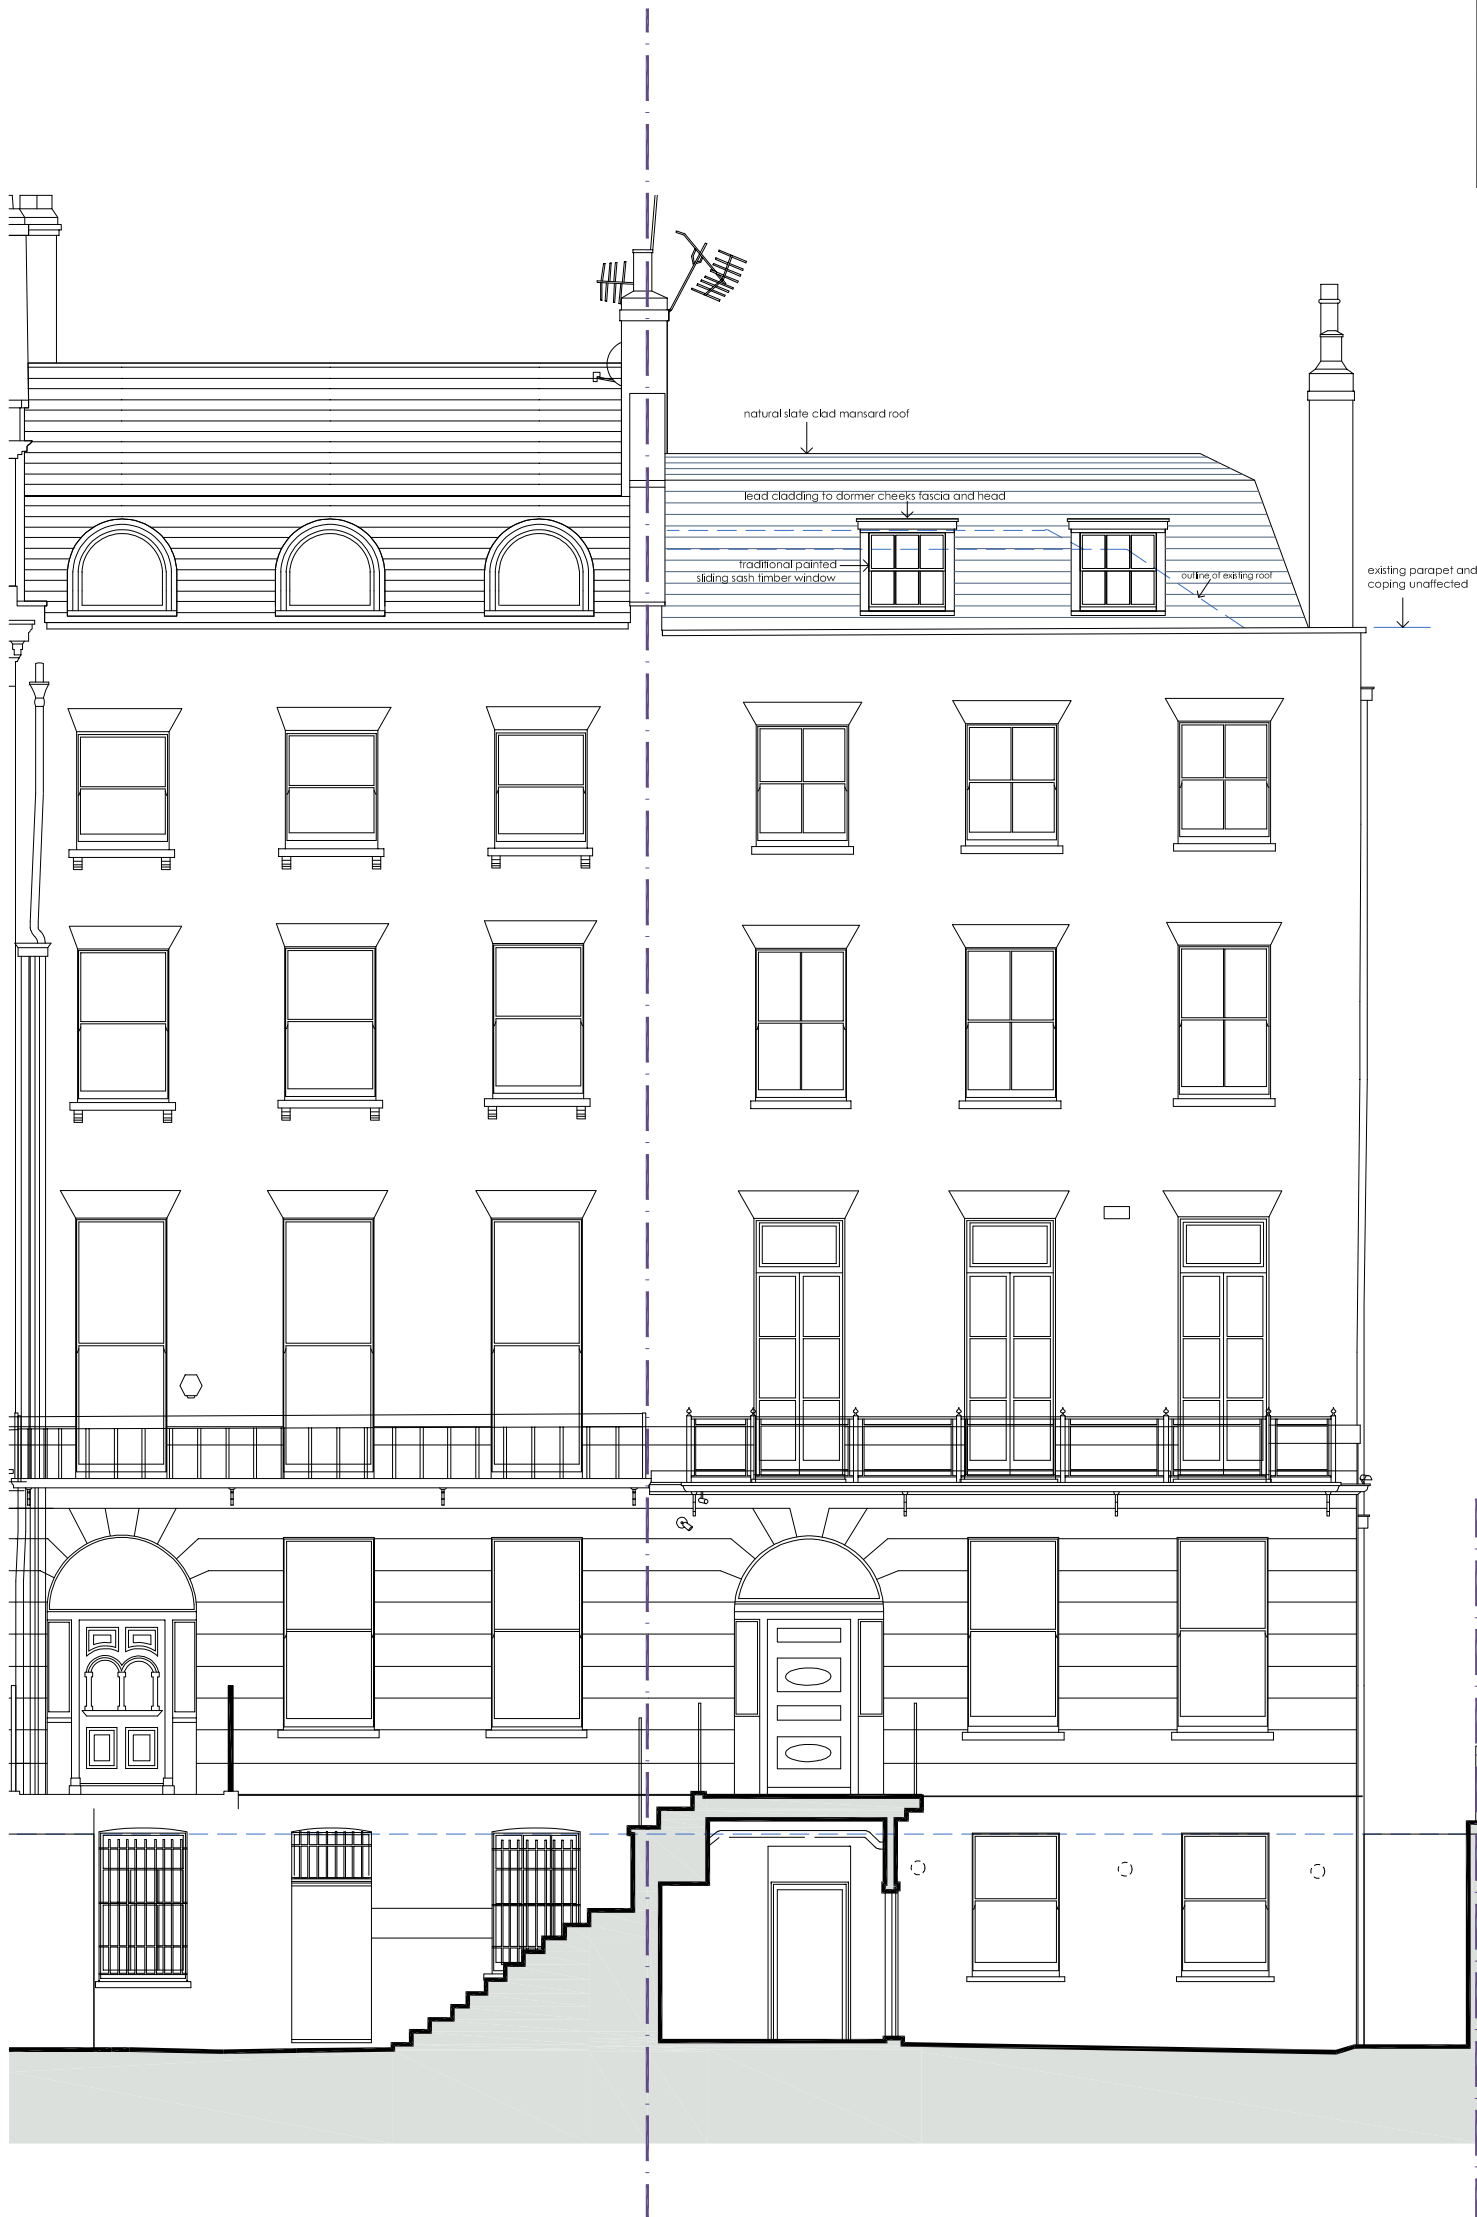 natural slate clad mansard roof
lead cladding to dormer cheeks fascia and head
traditional painted
sliding sash timber window
outline of existing roof
existing parapet and
coping unaffected